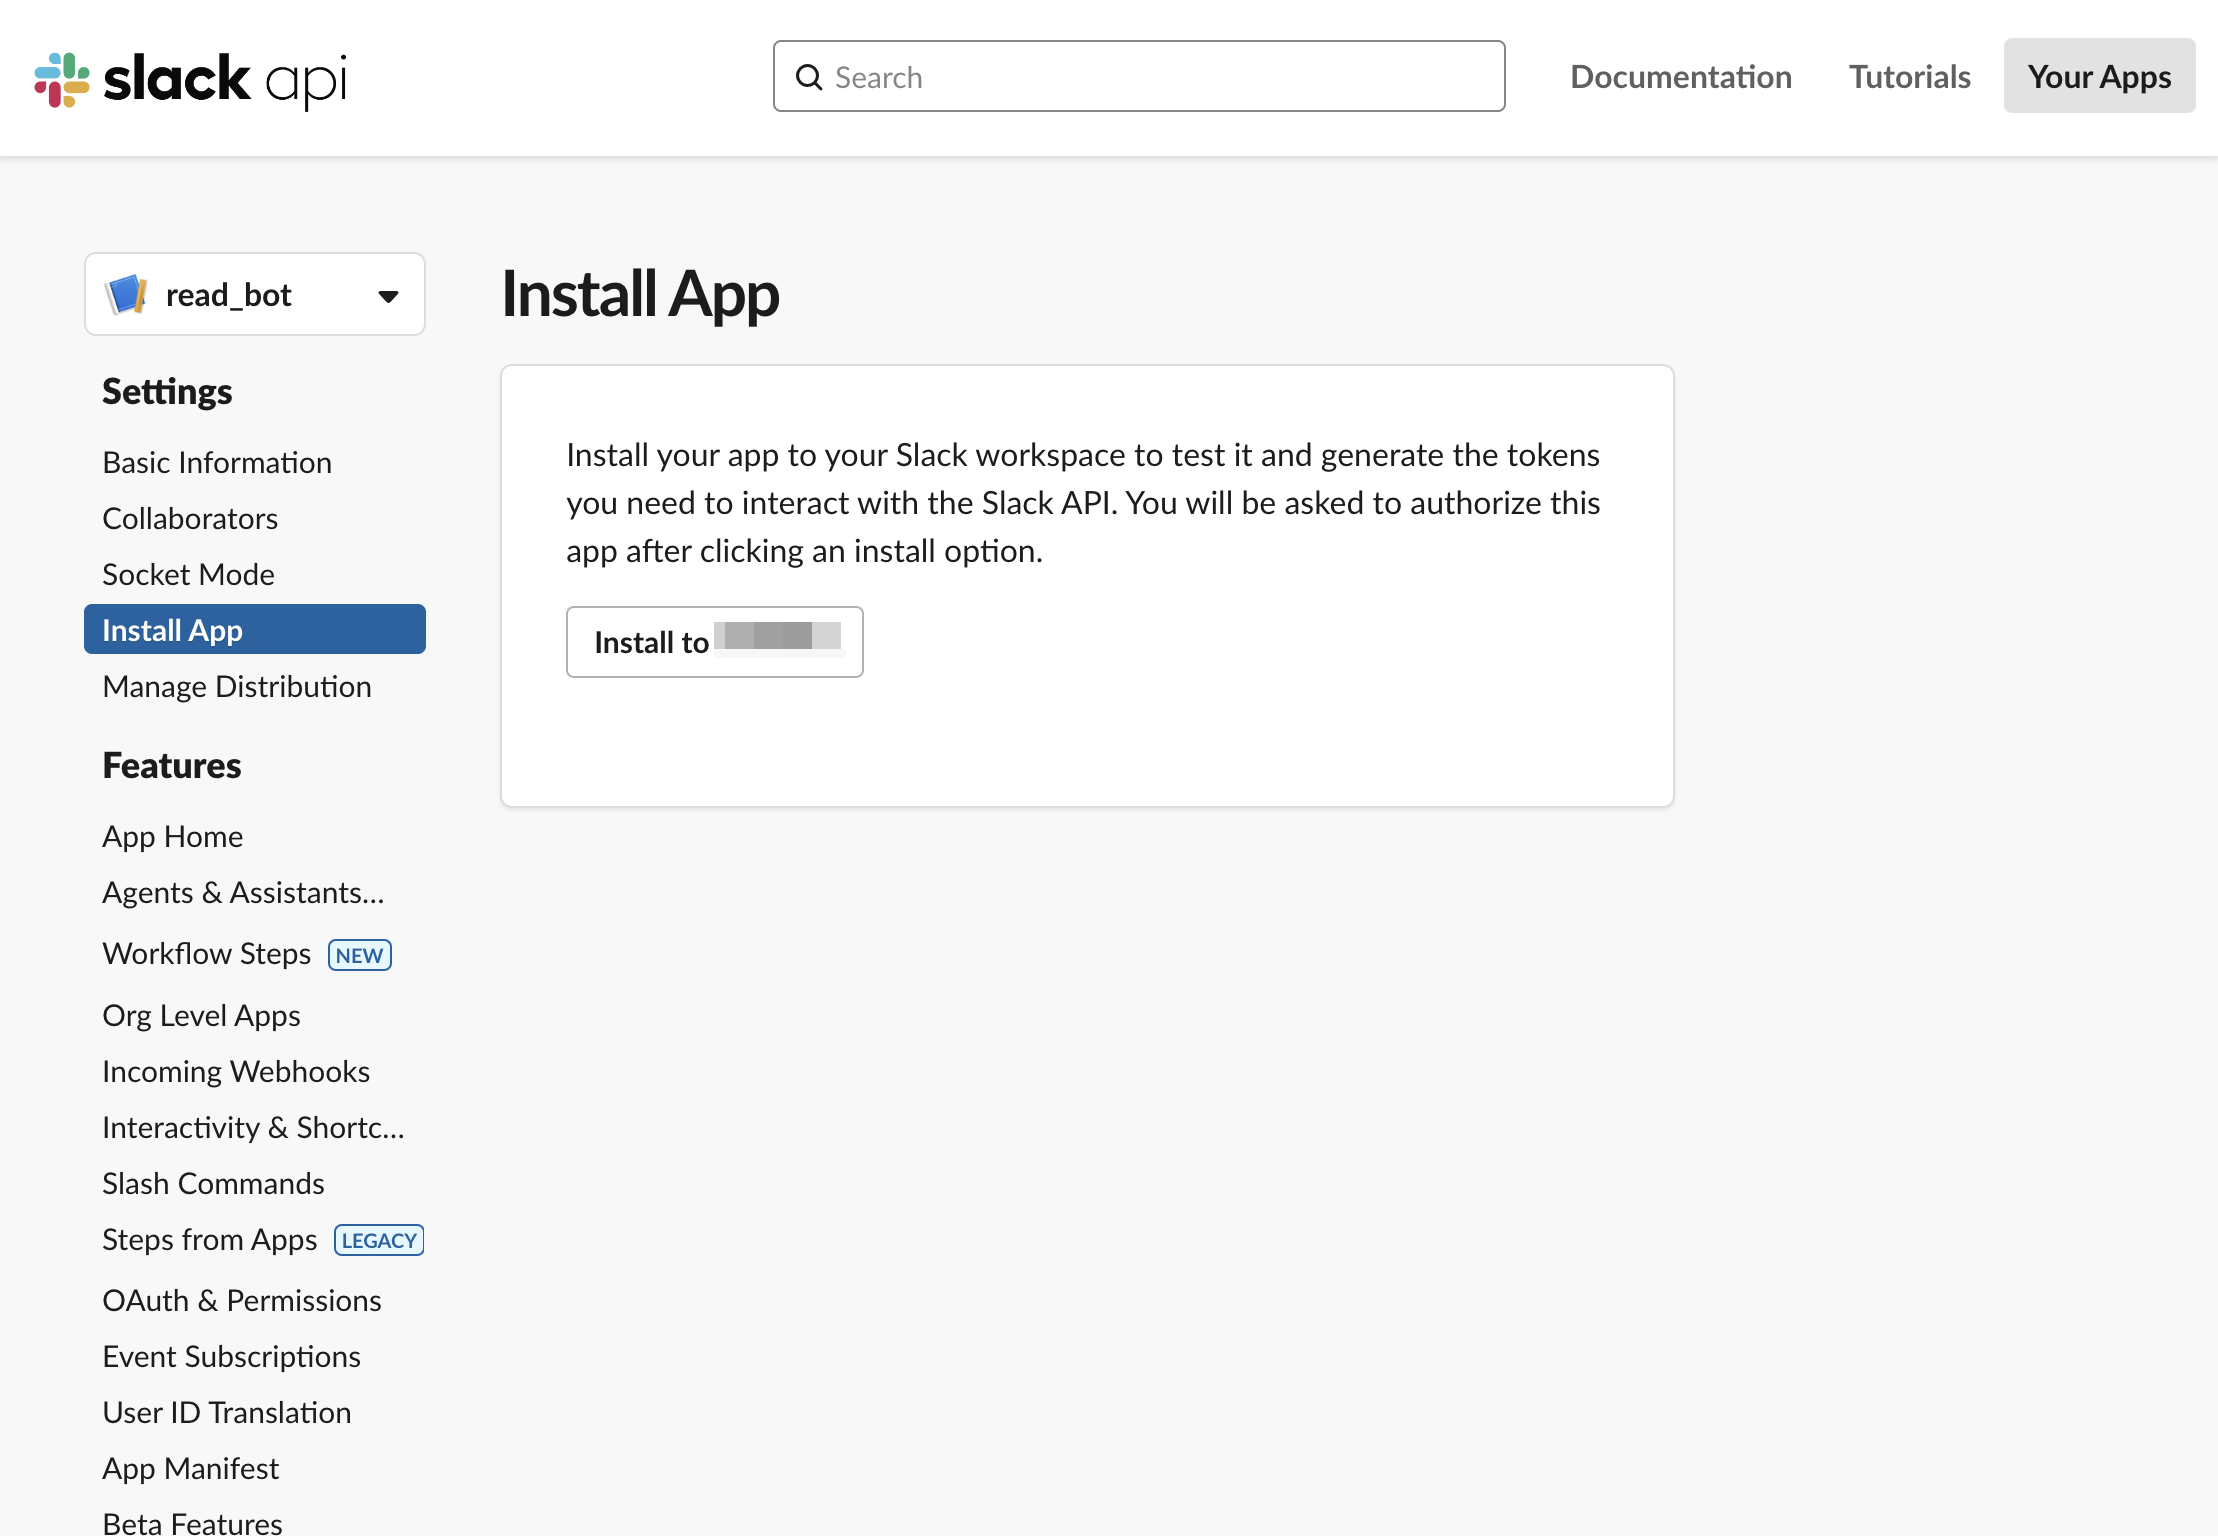 slack api
Search
Documentation
Tutorials
Your Apps
read_bot
Settings
Basic Information
Collaborators
Socket Mode
Install App
Manage Distribution
Features
App Home
Agents & Assistants...
Workflow Steps NEW
Org Level Apps
Incoming Webhooks
Interactivity & Shortc...
Slash Commands
Steps from Apps LEGACY
OAuth & Permissions
Event Subscriptions
User ID Translation
App Manifest
Beta Features
Install App
Install your app to your Slack workspace to test it and generate the tokens
you need to interact with the Slack API. You will be asked to authorize this
app after clicking an install option.
Install to